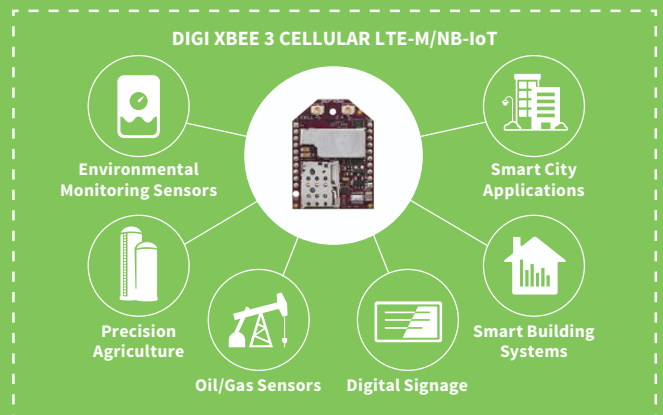 DIGI XBEE 3 CELLULAR LTE-M/NB-IoT
Environmental
Monitoring Sensors
Smart City
Applications
Precision
Agriculture
Smart Building
Systems
Oil/Gas Sensors
Digital Signage